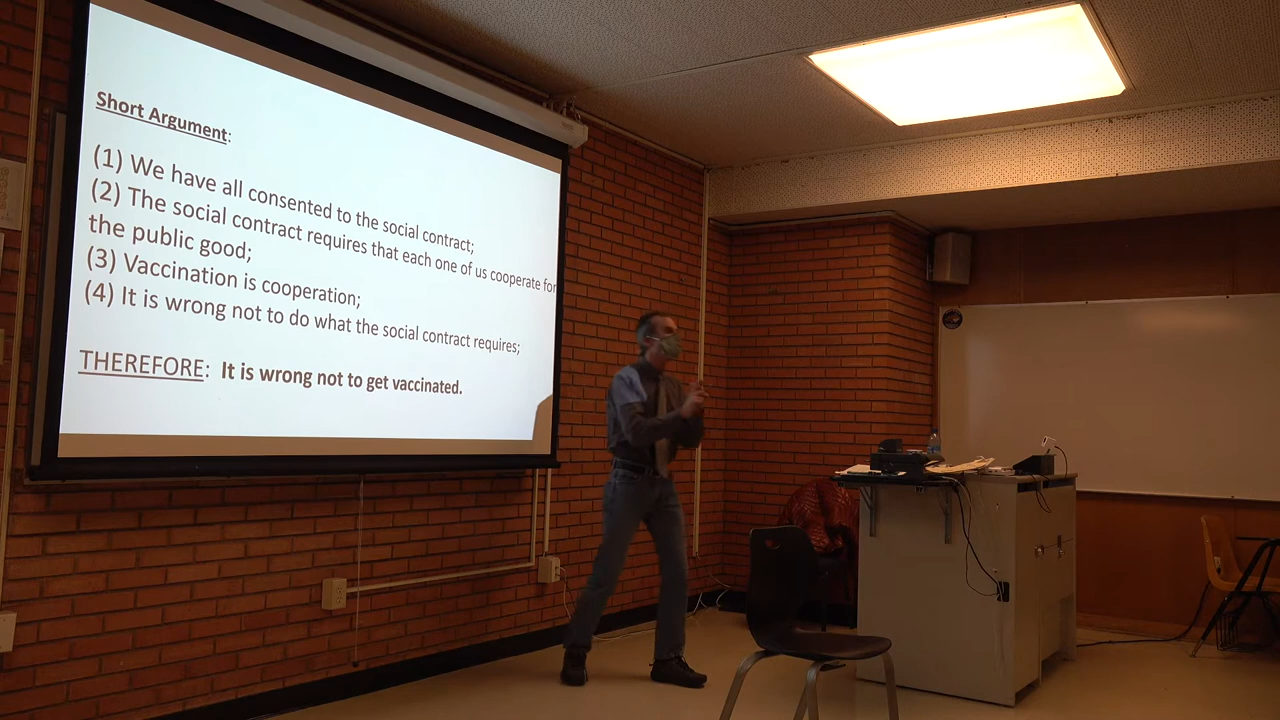 Short Argument:
(1) We have all consented to the social contract;
(2) The social contract requires that each one of us cooperate for
the public good;
(3) Vaccination is cooperation;
(4) It is wrong not to do what the social contract requires;
THEREFORE: It is wrong not to get vaccinated.